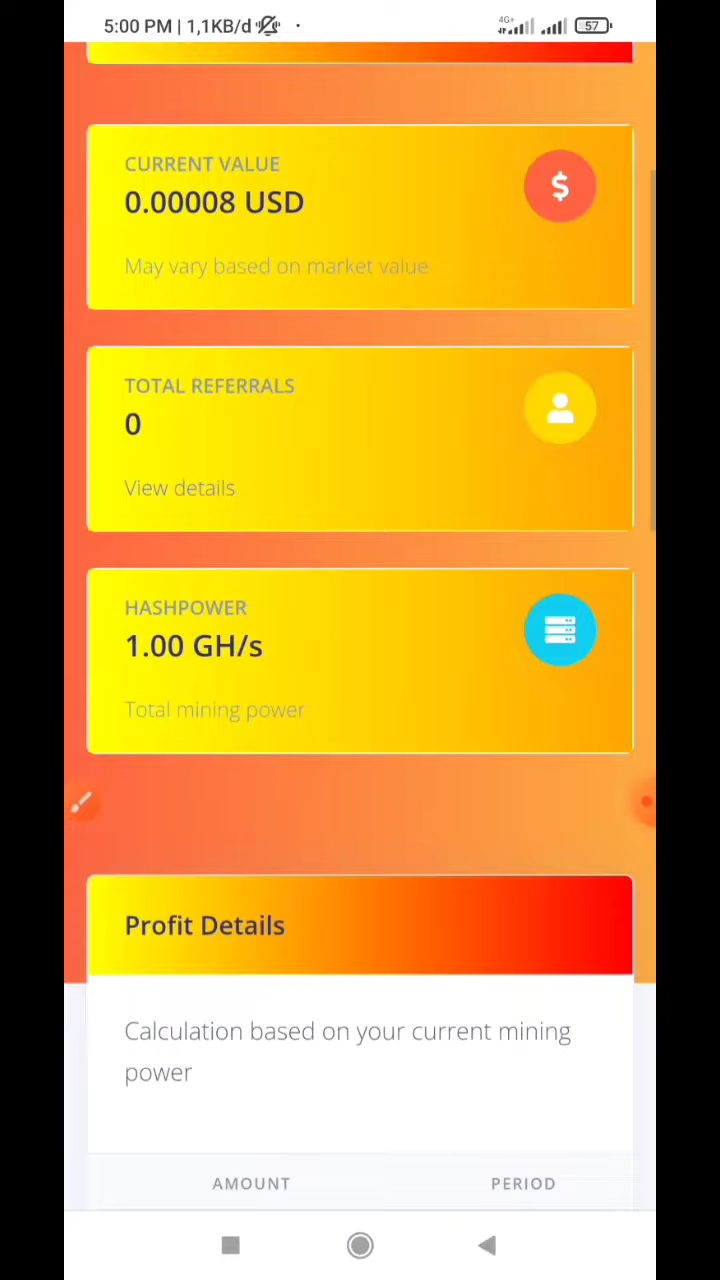 5:00 PM | 1,1KB/d
4G+
57
CURRENT VALUE
0.00008 USD
$
May vary based on market value
TOTAL REFERRALS
0
View details
HASHPOWER
1.00 GH/s
Total mining power
Profit Details
Calculation based on your current mining
power
AMOUNT PERIOD